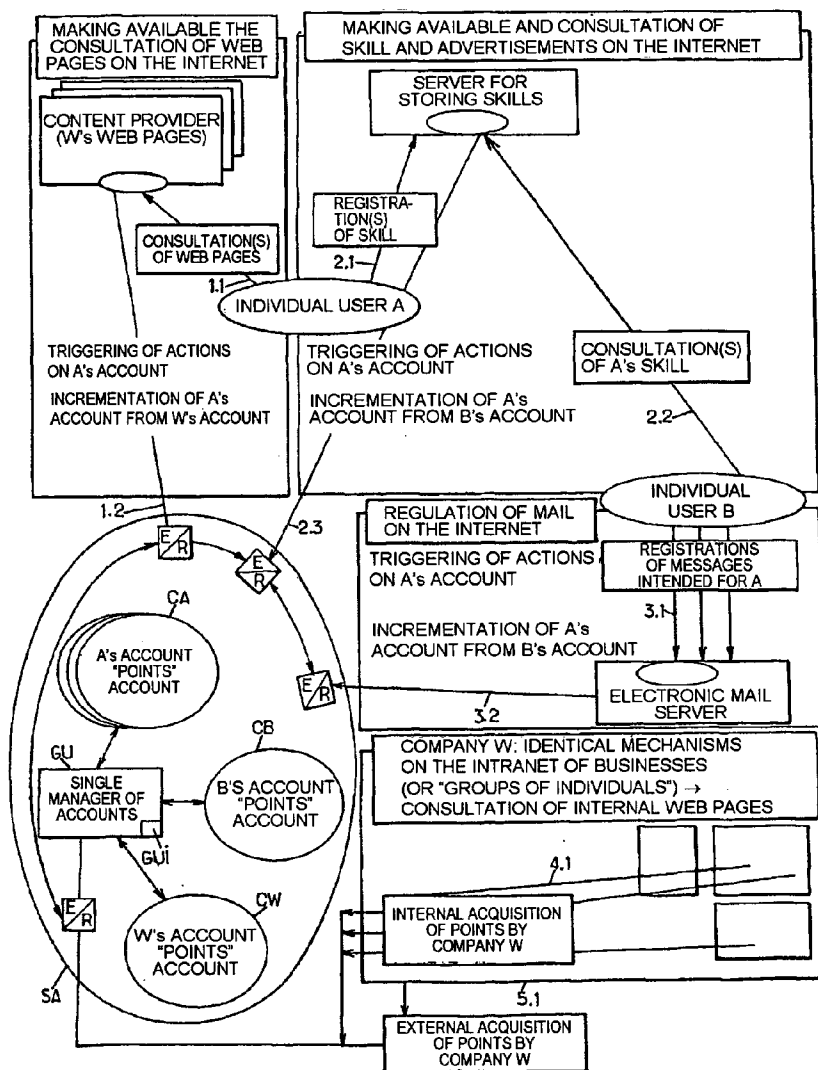 MAKING AVAILABLE THE
CONSULTATION OF WEB
PAGES ON THE INTERNET
CONTENT PROVIDER
(W's WEB PAGES)
CONSULTATION(S)
OF WEB PAGES
1.1
MAKING AVAILABLE AND CONSULTATION OF
SKILL AND ADVERTISEMENTS ON THE INTERNET
SERVER FOR
STORING SKILLS
REGISTRA-
TION(S)
OF SKILL
2.1
INDIVIDUAL USER A
TRIGGERING OF ACTIONS
ON A's ACCOUNT
INCREMENTATION OF A's
ACCOUNT FROM W's ACCOUNT
TRIGGERING OF ACTIONS
ON A's ACCOUNT
INCREMENTATION OF A's
ACCOUNT FROM B's ACCOUNT
CONSULTATION(S)
OF A's SKILL
2.2
1.2
2.3
INDIVIDUAL
USER B
REGULATION OF MAIL
ON THE INTERNET
TRIGGERING OF ACTIONS
ON A's ACCOUNT
INCREMENTATION OF A's
ACCOUNT FROM B's ACCOUNT
REGISTRATIONS
OF MESSAGES
INTENDED FOR A
3.1
ELECTRONIC MAIL
SERVER
3.2
E/R
E/R
E/R
CA
A's ACCOUNT
"POINTS"
ACCOUNT
GU
SINGLE
MANAGER OF
ACCOUNTS
GUi
CB
B'S ACCOUNT
"POINTS"
ACCOUNT
E/R
CW
W's ACCOUNT
"POINTS"
ACCOUNT
SA
COMPANY W: IDENTICAL MECHANISMS
ON THE INTRANET OF BUSINESSES
(OR "GROUPS OF INDIVIDUALS") →
CONSULTATION OF INTERNAL WEB PAGES
4.1
INTERNAL ACQUISITION
OF POINTS BY
COMPANY W
5.1
EXTERNAL ACQUISITION
OF POINTS BY
COMPANY W